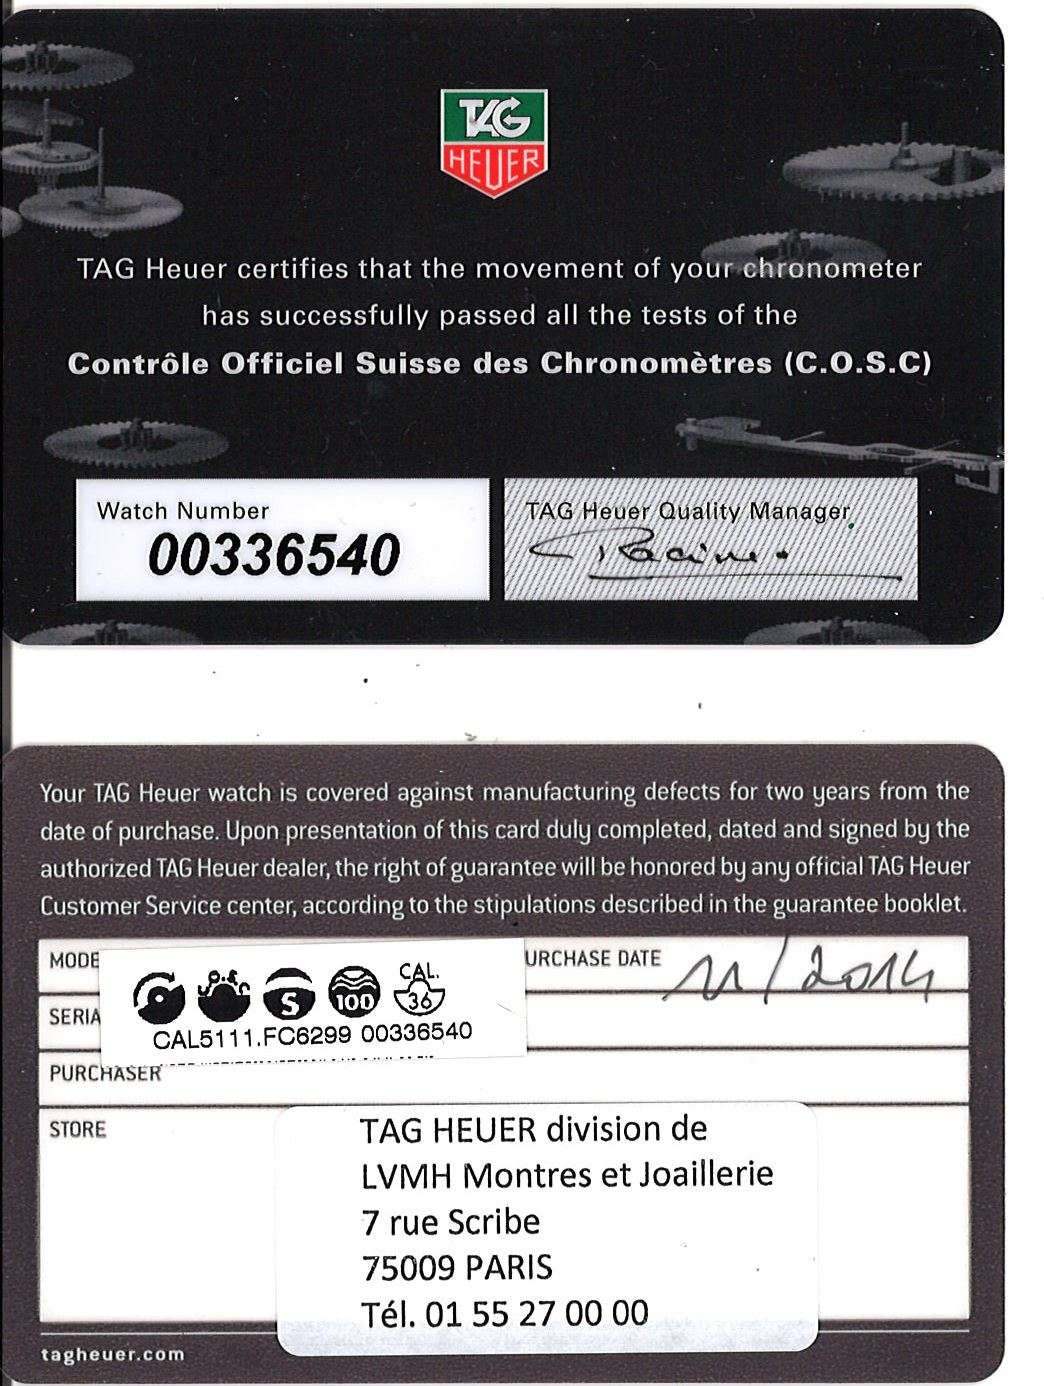 TAG
HEUER
TAG Heuer certifies that the movement of your chronometer
has successfully passed all the tests of the
Contrôle Officiel Suisse des Chronomètres (C.O.S.C)
Watch Number
00336540
TAG Heuer Quality Manager
Your TAG Heuer watch is covered against manufacturing defects for two years from the
date of purchase. Upon presentation of this card duly completed, dated and signed by the
authorized TAG Heuer dealer, the right of guarantee will be honored by any official TAG Heuer
Customer Service center, according to the stipulations described in the guarantee booklet.
MODE
URCHASE DATE 11/2014
S 100 CAL. 36
SERIA
CAL5111.FC6299 00336540
PURCHASER
STORE
TAG HEUER division de
LVMH Montres et Joaillerie
7 rue Scribe
75009 PARIS
Tél. 01 55 27 00 00
tagheuer.com